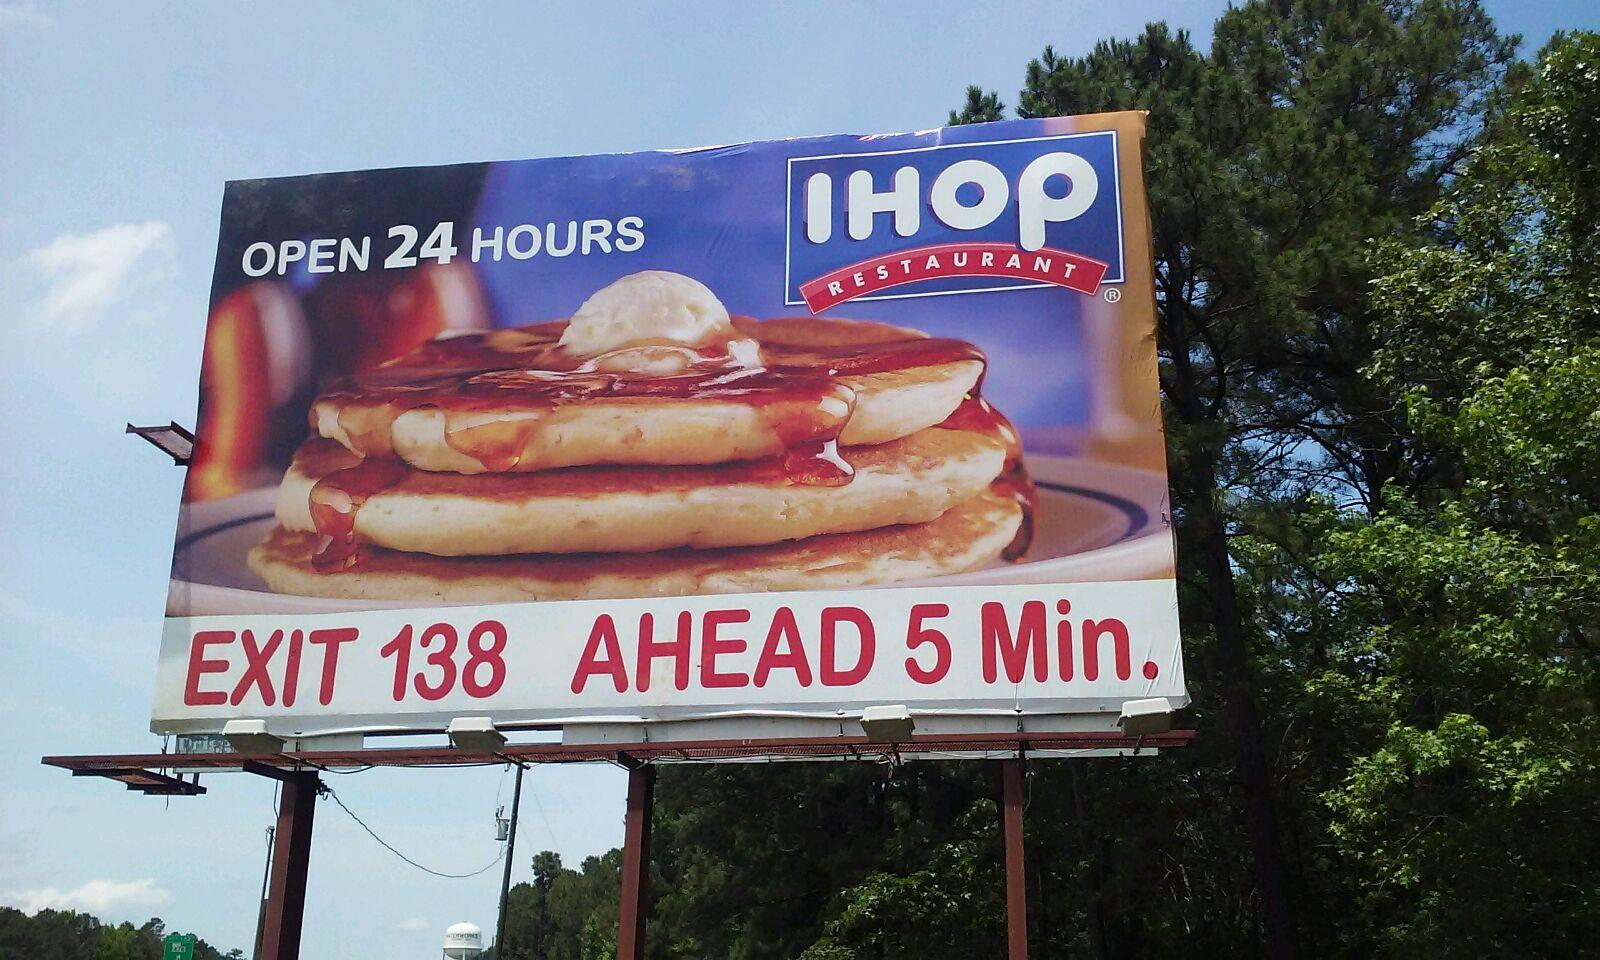 OPEN 24 HOURS
IHOP
RESTAURANT
®
EXIT 138 AHEAD 5 Min.